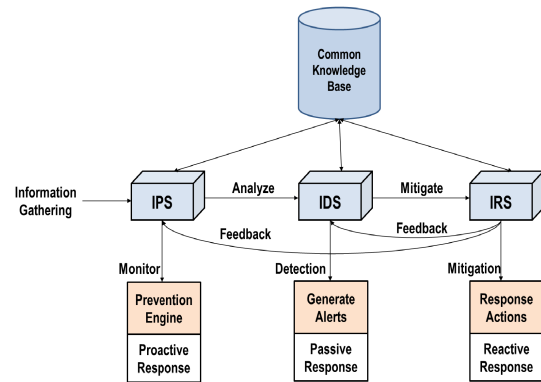 Common
Knowledge
Base
Information
Gathering
IPS
Analyze
IDS
Mitigate
IRS
Feedback
Feedback
Monitor
Detection
Mitigation
Prevention
Engine
Proactive
Response
Generate
Alerts
Passive
Response
Response
Actions
Reactive
Response